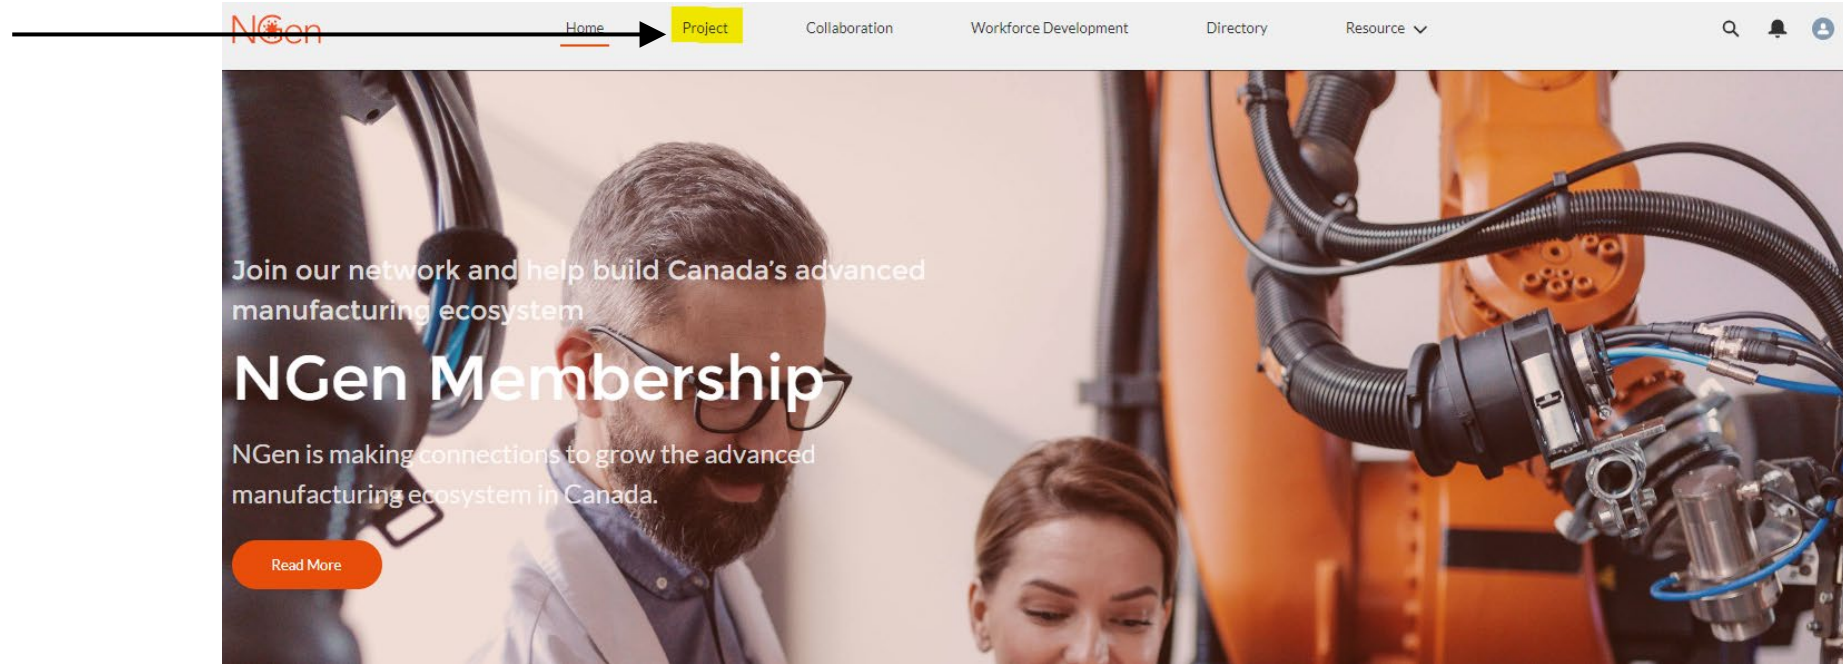 NGen
Home
Project
Collaboration
Workforce Development
Directory
Resource
Join our network and help build Canada's advanced
manufacturing ecosystem
NGen Membership
NGen is making connections to grow the advanced
manufacturing ecosystem in Canada.
Read More